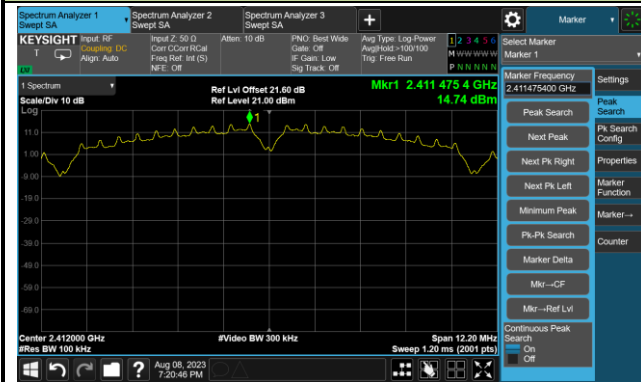 Spectrum Analyzer 1
Swept SA
Spectrum Analyzer 2
Swept SA
Spectrum Analyzer 3
Swept SA
+
Marker
KEYSIGHT
T
Input: RF
Coupling: DC
Align: Auto
Input Z: 50 Ω
Corr CCorr RCal
Freq Ref: Int (S)
NFE: Off
Atten: 10 dB
PNO: Best Wide
Gate: Off
IF Gain: Low
Sig Track: Off
Avg Type: Log-Power
Avg|Hold:>100/100
Trig: Free Run
1 2 3 4 5 6
M W W W W W
P N N N N N
Select Marker
Marker 1
1 Spectrum
Scale/Div 10 dB
Log
Ref Lvl Offset 21.60 dB
Ref Level 21.00 dBm
Mkr1 2.411 475 4 GHz
14.74 dBm
1
11.0
1.00
-9.00
-19.0
-29.0
-39.0
-49.0
-59.0
-69.0
Center 2.412000 GHz
#Res BW 100 kHz
#Video BW 300 kHz
Span 12.20 MHz
Sweep 1.20 ms (2001 pts)
Marker Frequency
2.411475400 GHz
Peak Search
Next Peak
Next Pk Right
Next Pk Left
Minimum Peak
Pk-Pk Search
Marker Delta
Mkr→CF
Mkr→Ref Lvl
Continuous Peak
Search
On
Off
Settings
Peak
Search
Pk Search
Config
Properties
Marker
Function
Marker→
Counter
?
Aug 08, 2023
7:20:46 PM